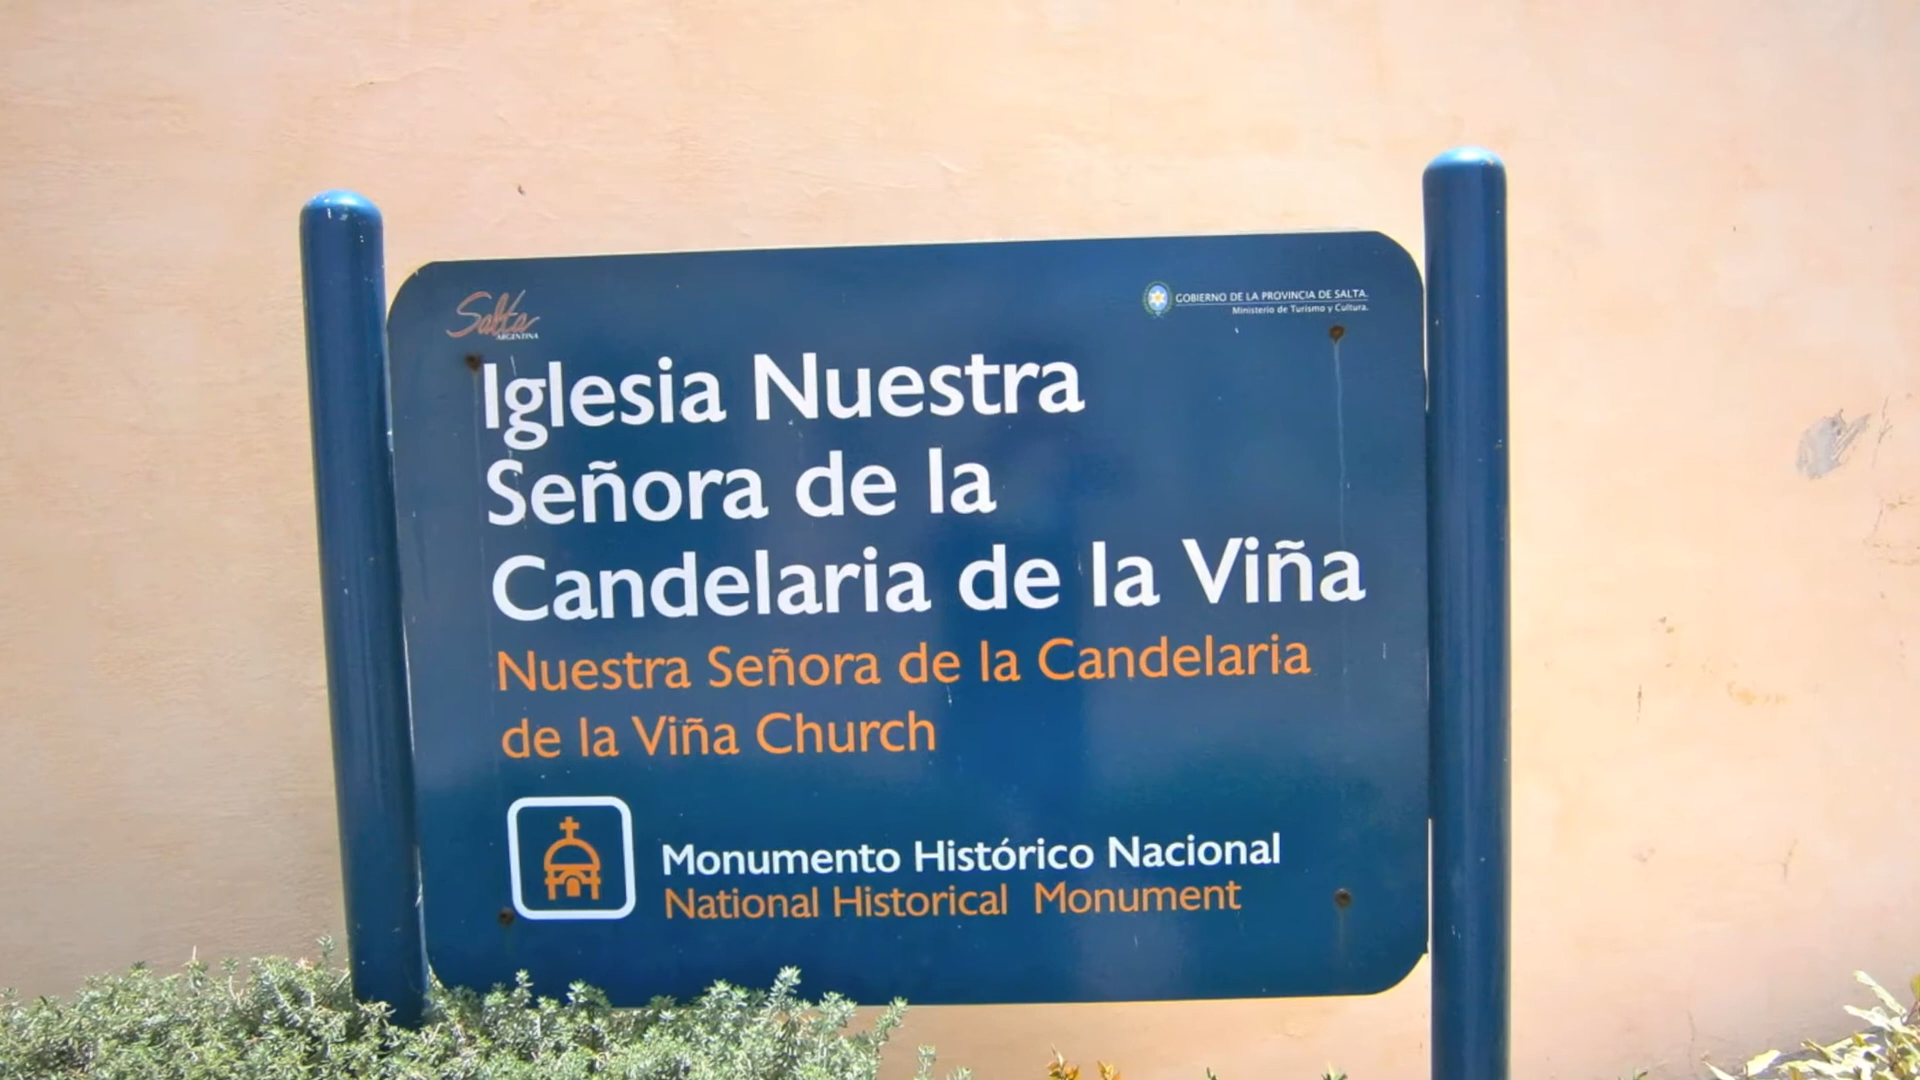 Salta
ARGENTINA
GOBIERNO DE LA PROVINCIA DE SALTA.
Ministerio de Turismo y Cultura.
Iglesia Nuestra
Señora de la
Candelaria de la Viña
Nuestra Señora de la Candelaria
de la Viña Church
Monumento Histórico Nacional
National Historical Monument